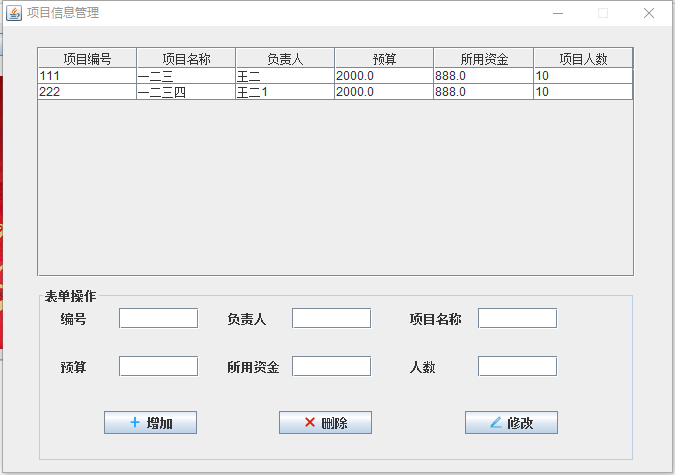 项目信息管理
项目编号 项目名称 负责人 预算 所用资金 项目人数
111 一二三 王二 2000.0 888.0 10
222 一二三四 王二1 2000.0 888.0 10
表单操作
编号 负责人 项目名称
预算 所用资金 人数
增加 删除 修改